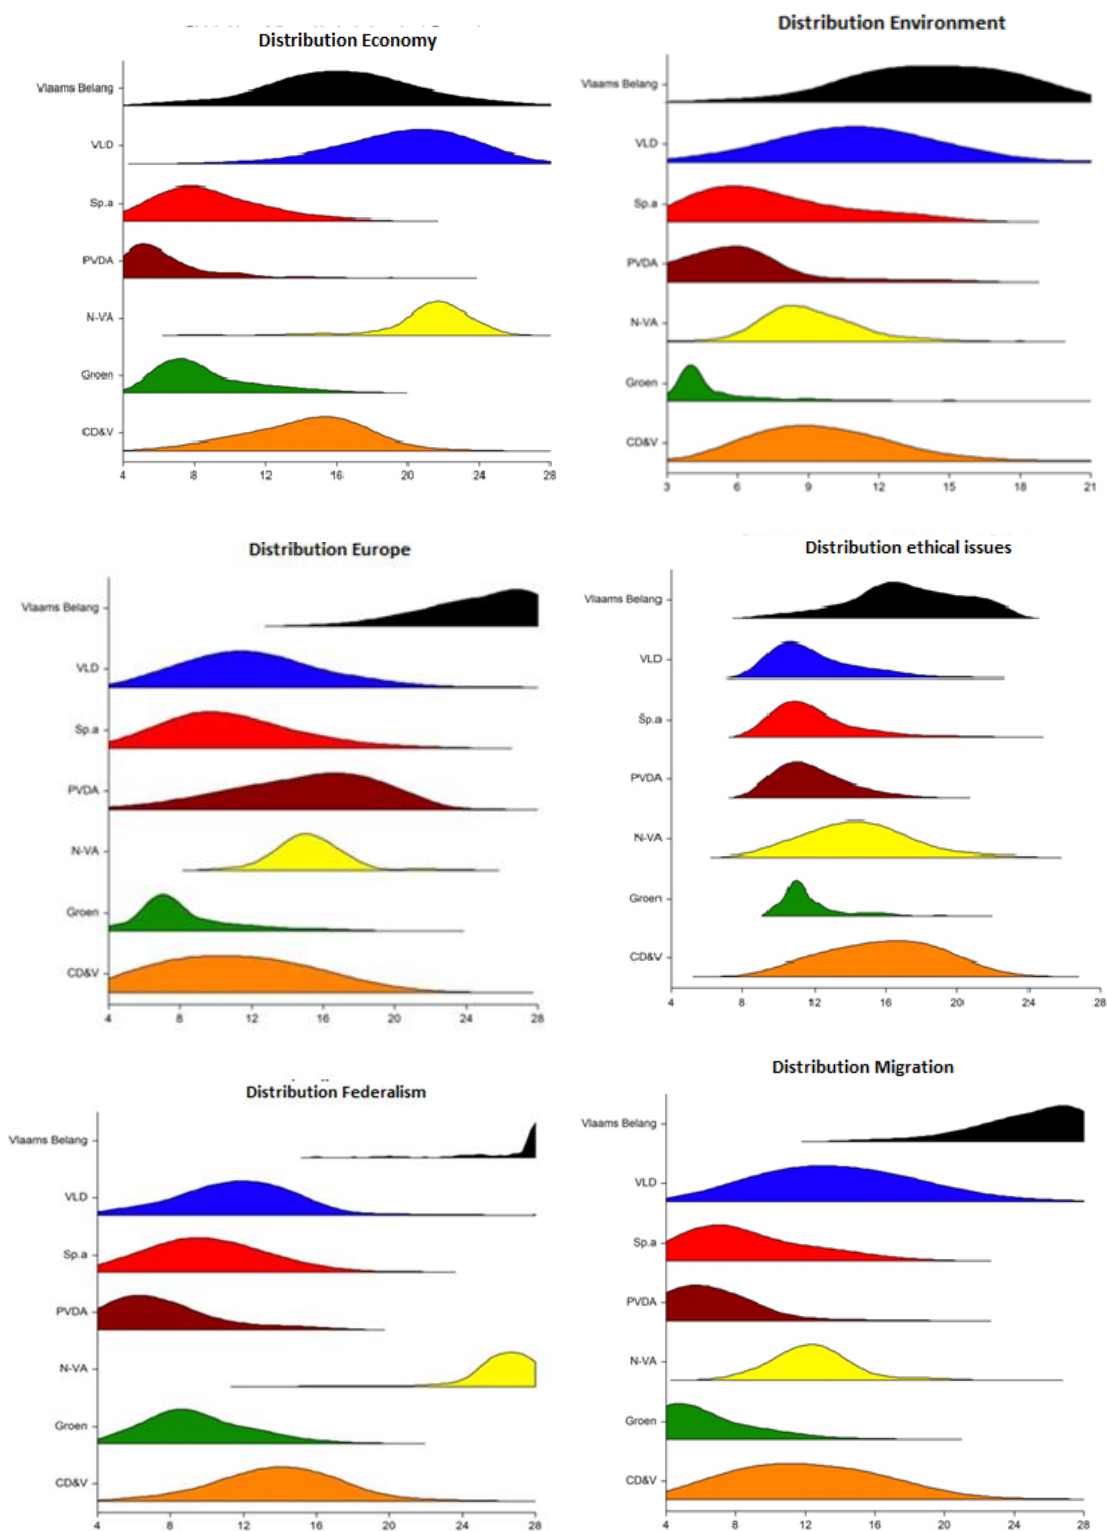 Distribution Economy
Vlaams Belang
VLD
Sp.a
PVDA
N-VA
Groen
CD&V
4 8 12 16 20 24 28
Distribution Environment
Vlaams Belang
VLD
Sp.a
PVDA
N-VA
Groen
CD&V
3 6 9 12 15 18 21
Distribution Europe
Vlaams Belang
VLD
Sp.a
PVDA
N-VA
Groen
CD&V
4 8 12 16 20 24 28
Distribution ethical issues
Vlaams Belang
VLD
Sp.a
PVDA
N-VA
Groen
CD&V
4 8 12 16 20 24 28
Distribution Federalism
Vlaams Belang
VLD
Sp.a
PVDA
N-VA
Groen
CD&V
4 8 12 16 20 24 28
Distribution Migration
Vlaams Belang
VLD
Sp.a
PVDA
N-VA
Groen
CD&V
4 8 12 16 20 24 28